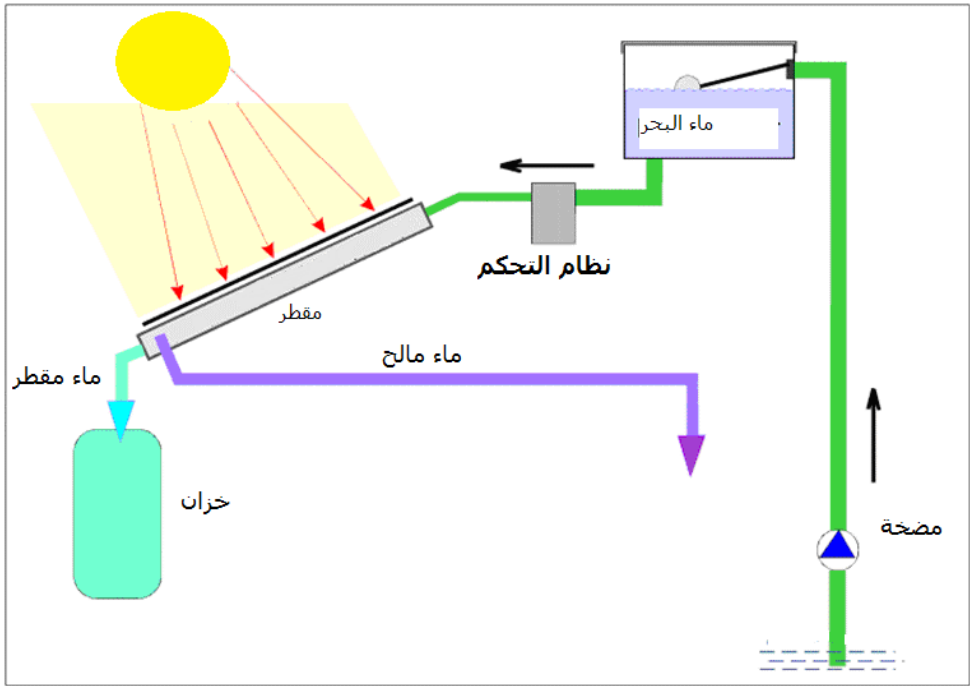 ماء البحر
نظام التحكم
مقطر
ماء مالح
ماء مقطر
خزان
مضخة